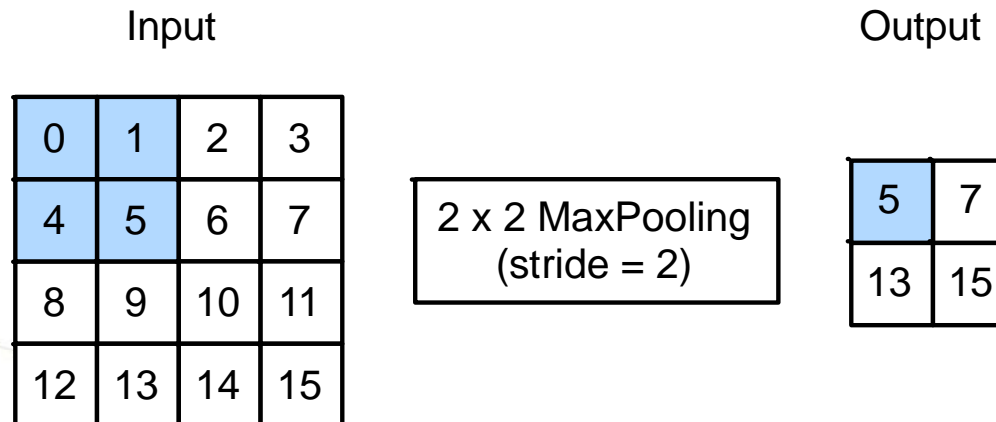 Input
Output
0 1 2 3
4 5 6 7
8 9 10 11
12 13 14 15
2 x 2 MaxPooling
(stride = 2)
5 7
13 15